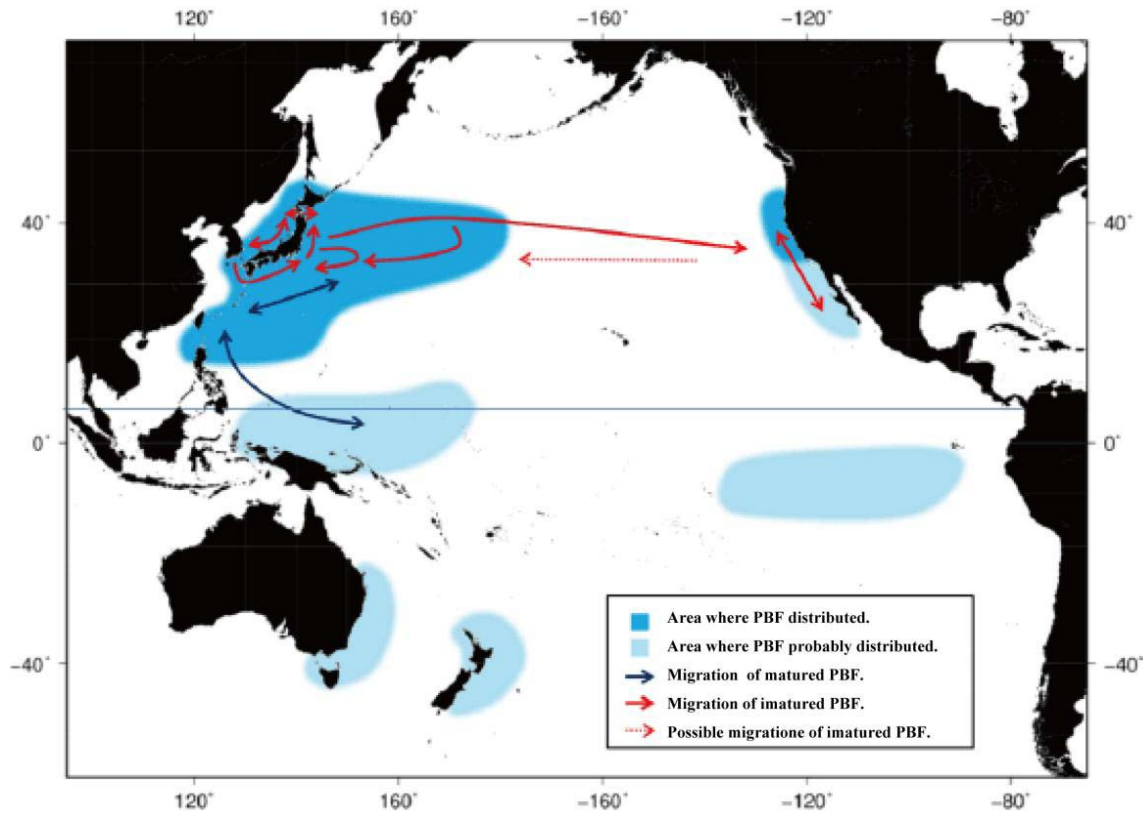 120° 160° −160° −120° −80°
40° 40°
0° 0°
−40° −40°
Area where PBF distributed.
Area where PBF probably distributed.
Migration of matured PBF.
Migration of imatured PBF.
Possible migratione of imatured PBF.
120° 160° −160° −120° −80°